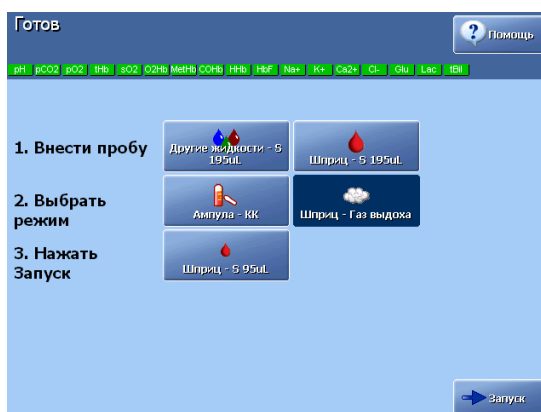 Готов
Помощь
pH pCO2 pO2 tHb sO2 O2Hb MetHb COHb HHb HbF Na+ K+ Ca2+ Cl- Glu Lac tBil
1. Внести пробу
Другие жидкости - S
195uL
Шприц - S 195uL
2. Выбрать
режим
Ампула - КК
Шприц - Газ выдоха
3. Нажать
Запуск
Шприц - S 95uL
Запуск